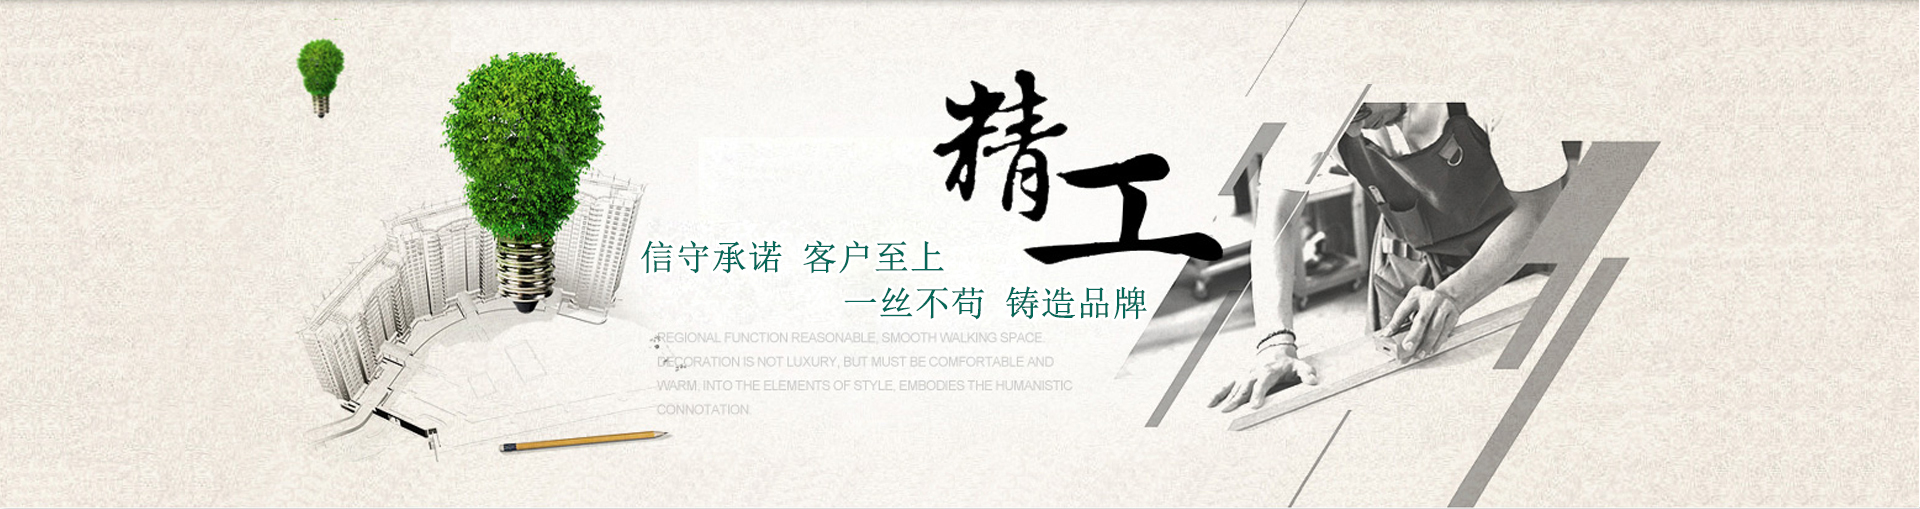 精工
信守承诺 客户至上
一丝不苟 铸造品牌
REGIONAL FUNCTION REASONABLE, SMOOTH WALKING SPACE.
DECORATION IS NOT LUXURY, BUT MUST BE COMFORTABLE AND
WARM. INTO THE ELEMENTS OF STYLE, EMBODIES THE HUMANISTIC
CONNOTATION.